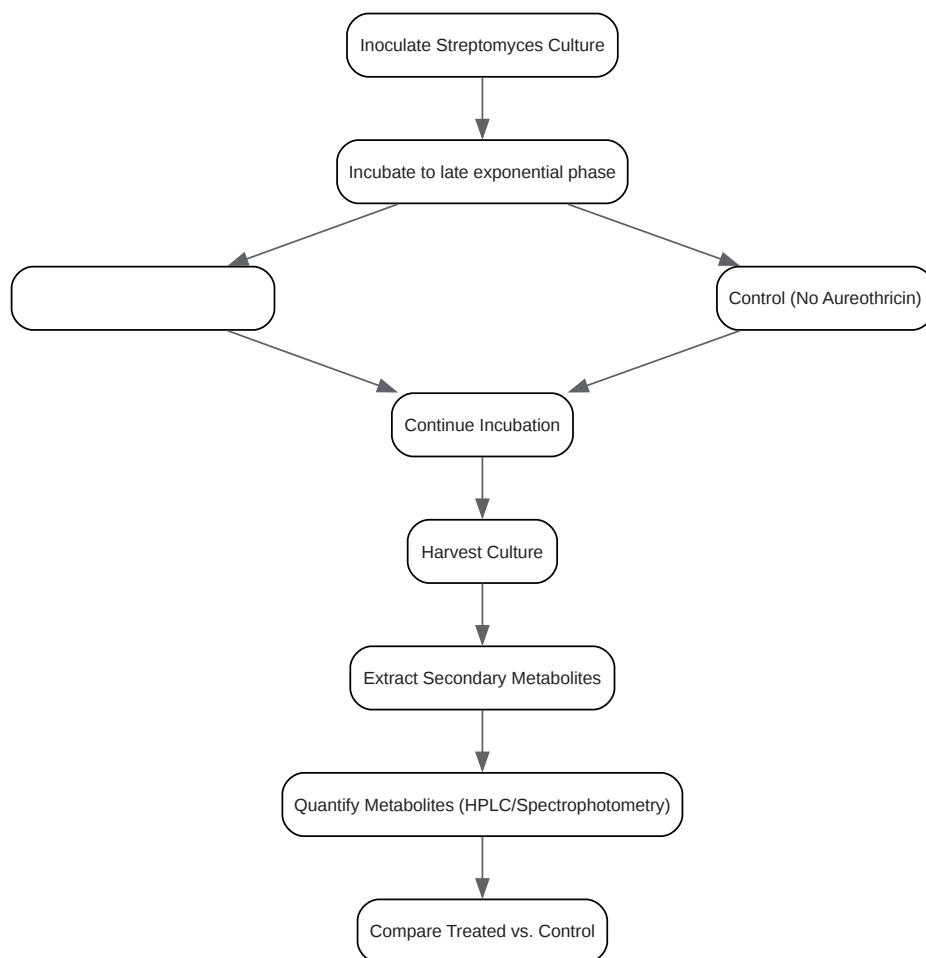 Inoculate Streptomyces Culture
Incubate to late exponential phase
Control (No Aureothricin)
Continue Incubation
Harvest Culture
Extract Secondary Metabolites
Quantify Metabolites (HPLC/Spectrophotometry)
Compare Treated vs. Control